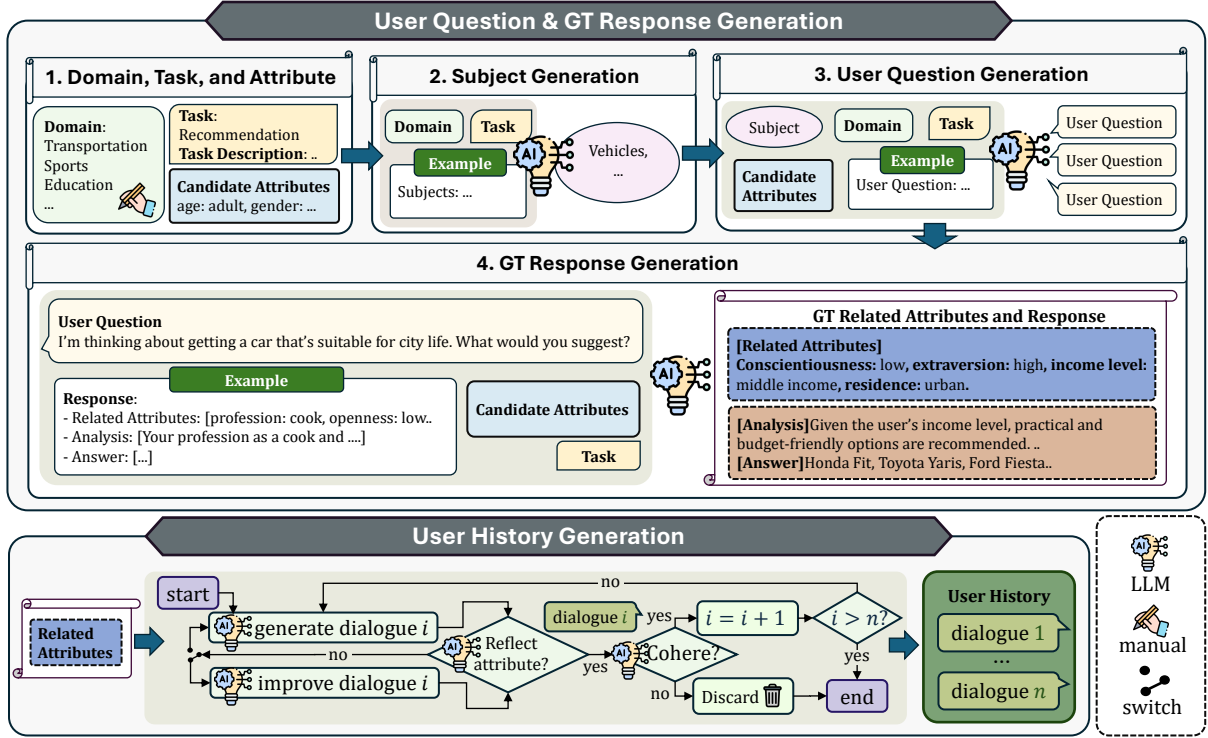 User Question & GT Response Generation
1. Domain, Task, and Attribute
Domain:
Transportation
Sports
Education
...
Task:
Recommendation
Task Description: ..
Candidate Attributes
age: adult, gender: ...
2. Subject Generation
Domain
Task
Example
Subjects: ...
AI
Vehicles,
...
3. User Question Generation
Subject
Domain
Task
Candidate
Attributes
Example
User Question: ...
AI
User Question
User Question
User Question
4. GT Response Generation
User Question
I'm thinking about getting a car that's suitable for city life. What would you suggest?
Example
Response:
- Related Attributes: [profession: cook, openness: low..
- Analysis: [Your profession as a cook and ....]
- Answer: [...]
Candidate Attributes
Task
AI
GT Related Attributes and Response
[Related Attributes]
Conscientiousness: low, extraversion: high, income level:
middle income, residence: urban.
[Analysis]Given the user's income level, practical and
budget-friendly options are recommended. ..
[Answer]Honda Fit, Toyota Yaris, Ford Fiesta..
User History Generation
Related
Attributes
start
AI generate dialogue i
no
AI improve dialogue i
AI Reflect
attribute?
yes
dialogue i
yes
AI Cohere?
no
Discard
i = i + 1
i > n?
no
yes
end
User History
dialogue 1
...
dialogue n
AI
LLM
manual
switch